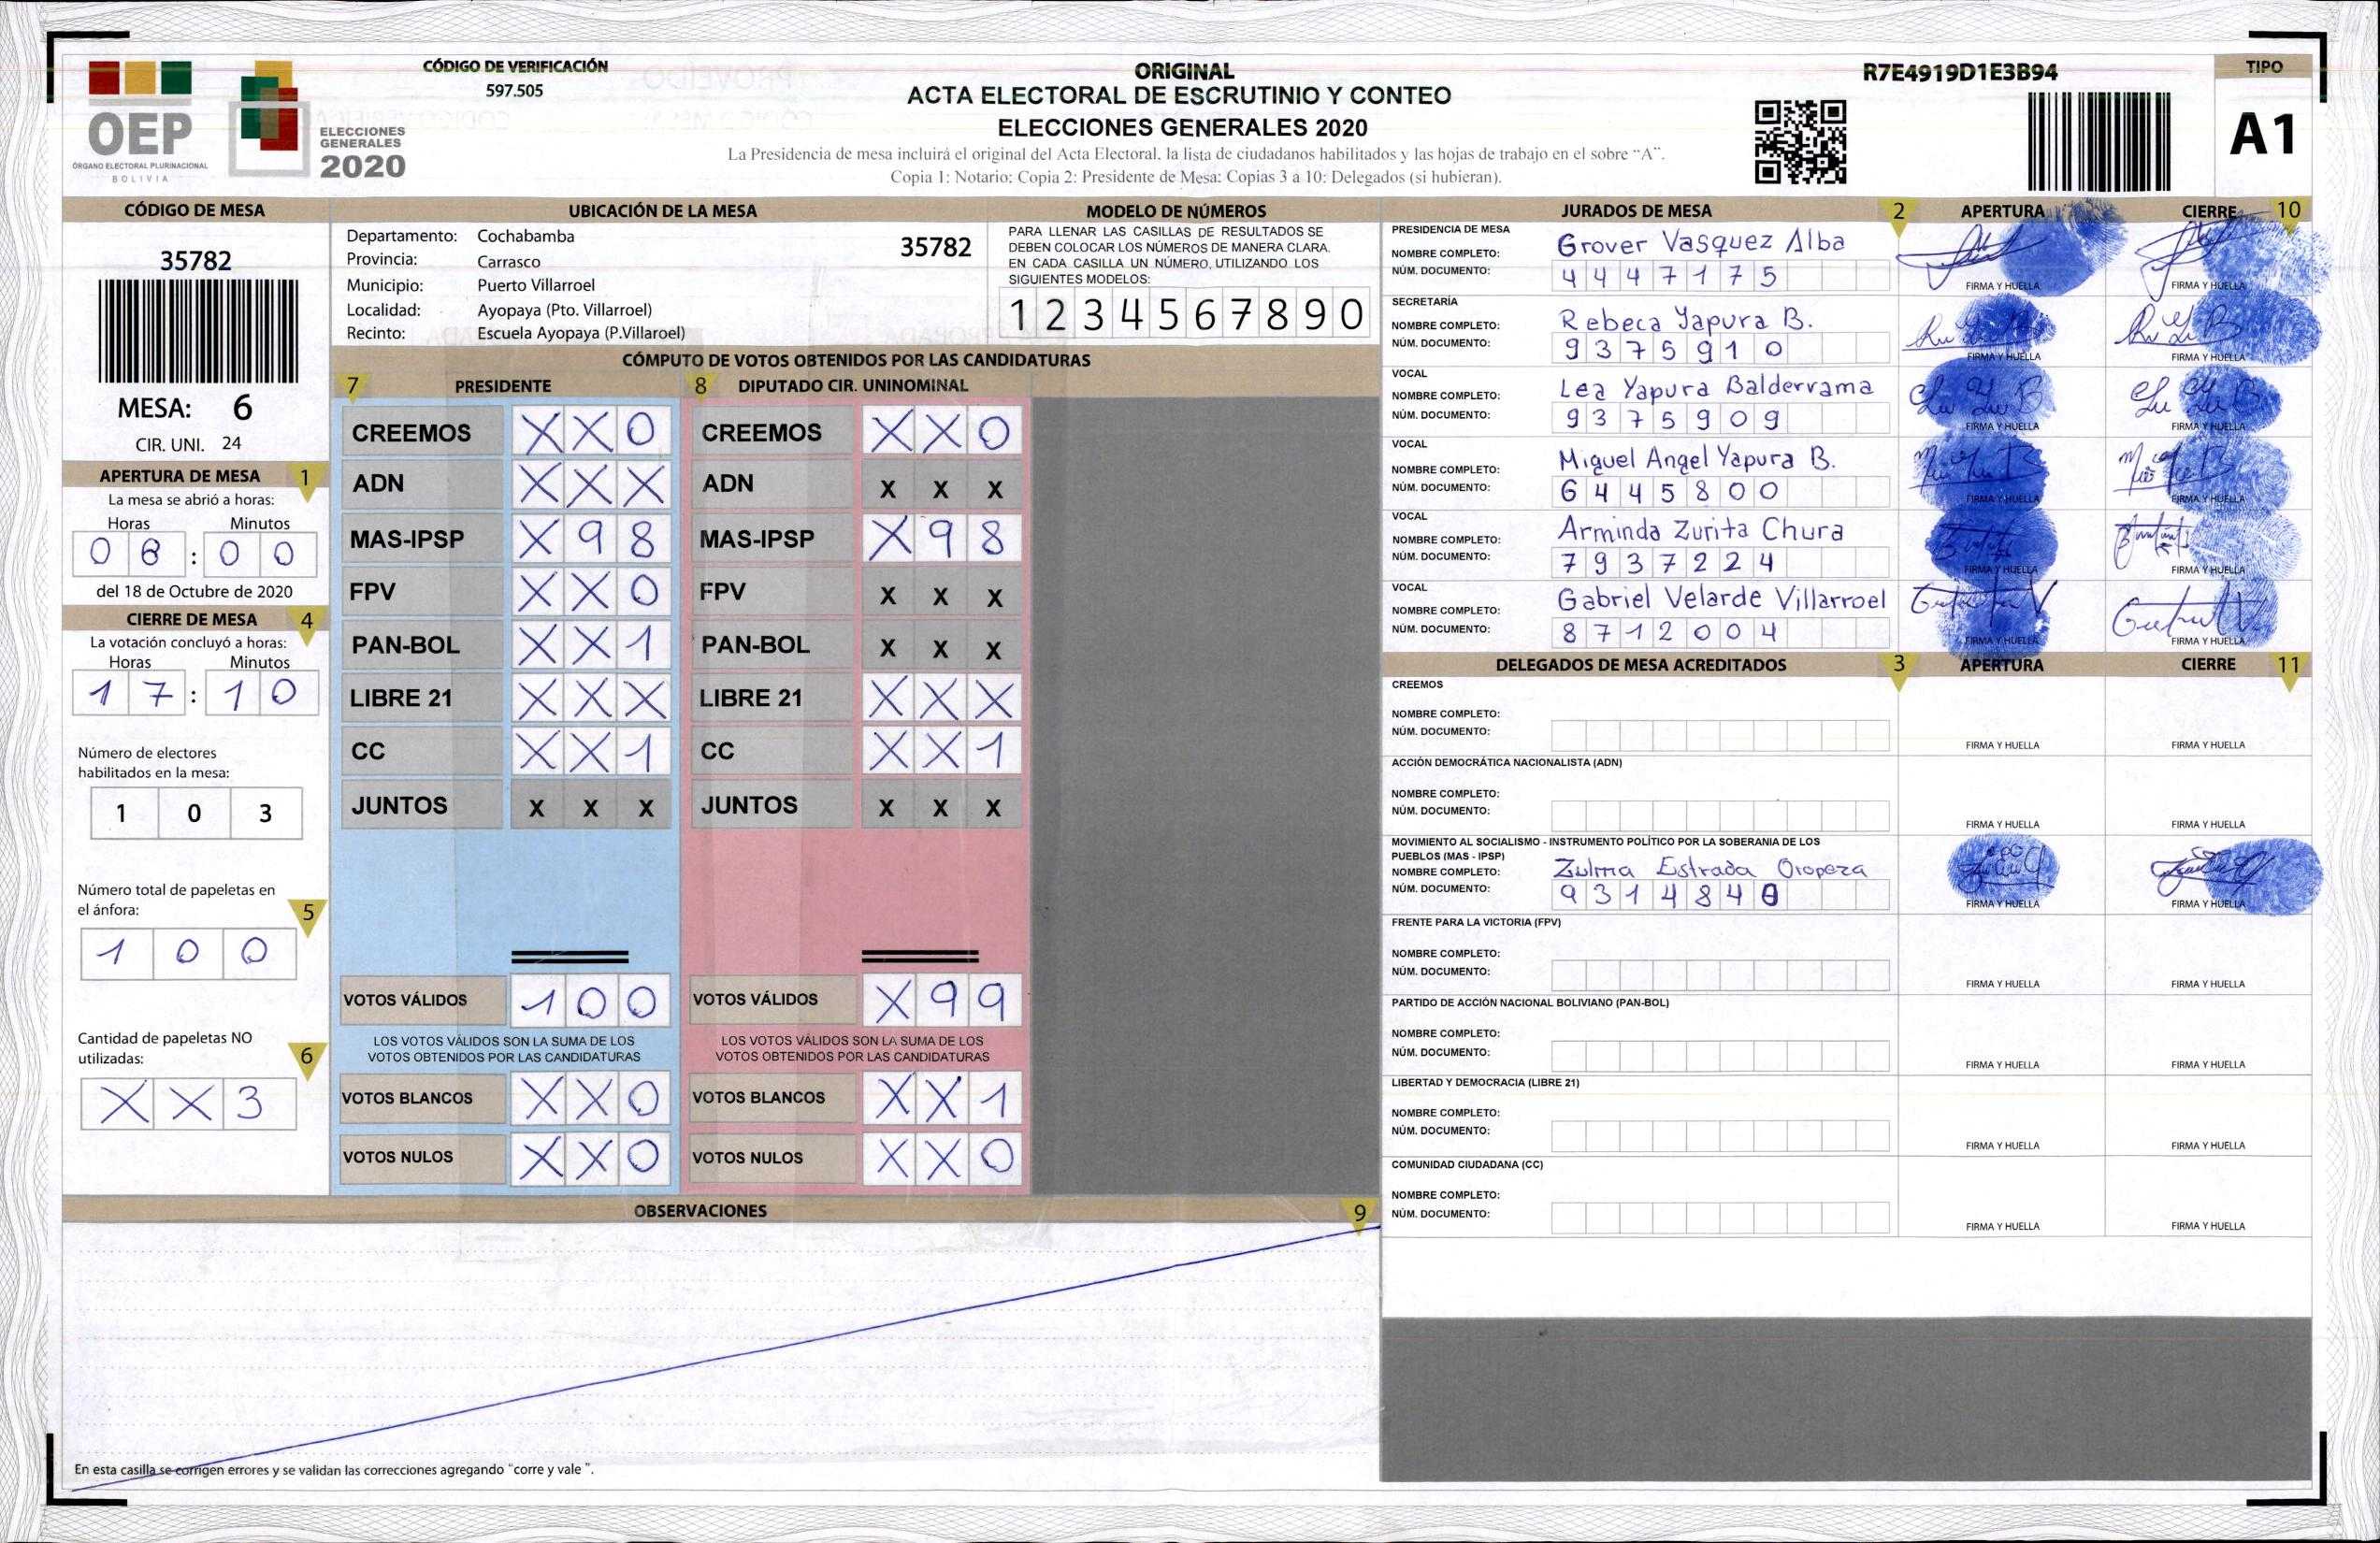 CÓDIGO DE VERIFICACIÓN
597.505
OEP
ÓRGANO ELECTORAL PLURINACIONAL
BOLIVIA
ELECCIONES
GENERALES
2020
ORIGINAL
ACTA ELECTORAL DE ESCRUTINIO Y CONTEO
ELECCIONES GENERALES 2020
La Presidencia de mesa incluirá el original del Acta Electoral, la lista de ciudadanos habilitados y las hojas de trabajo en el sobre “A”.
Copia 1: Notario; Copia 2: Presidente de Mesa; Copias 3 a 10: Delegados (si hubieran).
R7E4919D1E3B94
TIPO
A1
CÓDIGO DE MESA
35782
MESA: 6
CIR. UNI. 24
APERTURA DE MESA 1
La mesa se abrió a horas:
Horas Minutos
0 8 : 0 0
del 18 de Octubre de 2020
CIERRE DE MESA 4
La votación concluyó a horas:
Horas Minutos
1 7 : 1 0
Número de electores
habilitados en la mesa:
1 0 3
Número total de papeletas en
el ánfora: 5
1 0 0
Cantidad de papeletas NO
utilizadas: 6
X X 3
UBICACIÓN DE LA MESA
Departamento: Cochabamba 35782
Provincia: Carrasco
Municipio: Puerto Villarroel
Localidad: Ayopaya (Pto. Villarroel)
Recinto: Escuela Ayopaya (P.Villaroel)
MODELO DE NÚMEROS
PARA LLENAR LAS CASILLAS DE RESULTADOS SE
DEBEN COLOCAR LOS NÚMEROS DE MANERA CLARA.
EN CADA CASILLA UN NÚMERO, UTILIZANDO LOS
SIGUIENTES MODELOS:
1 2 3 4 5 6 7 8 9 0
CÓMPUTO DE VOTOS OBTENIDOS POR LAS CANDIDATURAS
7 PRESIDENTE 8 DIPUTADO CIR. UNINOMINAL
CREEMOS X X 0 CREEMOS X X 0
ADN X X X ADN X X X
MAS-IPSP X 9 8 MAS-IPSP X 9 8
FPV X X 0 FPV X X X
PAN-BOL X X 1 PAN-BOL X X X
LIBRE 21 X X X LIBRE 21 X X X
CC X X 1 CC X X 1
JUNTOS X X X JUNTOS X X X
VOTOS VÁLIDOS 1 0 0 VOTOS VÁLIDOS X 9 9
LOS VOTOS VÁLIDOS SON LA SUMA DE LOS LOS VOTOS VÁLIDOS SON LA SUMA DE LOS
VOTOS OBTENIDOS POR LAS CANDIDATURAS VOTOS OBTENIDOS POR LAS CANDIDATURAS
VOTOS BLANCOS X X 0 VOTOS BLANCOS X X 1
VOTOS NULOS X X 0 VOTOS NULOS X X 0
OBSERVACIONES 9
En esta casilla se corrigen errores y se validan las correcciones agregando “corre y vale ”.
JURADOS DE MESA 2 APERTURA CIERRE 10
PRESIDENCIA DE MESA
NOMBRE COMPLETO: Grover Vasquez Alba
NÚM. DOCUMENTO: 4 4 4 7 1 7 5 FIRMA Y HUELLA FIRMA Y HUELLA
SECRETARÍA
NOMBRE COMPLETO: Rebeca Yapura B.
NÚM. DOCUMENTO: 9 3 7 5 9 1 0 FIRMA Y HUELLA FIRMA Y HUELLA
VOCAL
NOMBRE COMPLETO: Lea Yapura Balderrama
NÚM. DOCUMENTO: 9 3 7 5 9 0 9 FIRMA Y HUELLA FIRMA Y HUELLA
VOCAL
NOMBRE COMPLETO: Miguel Angel Yapura B.
NÚM. DOCUMENTO: 6 4 4 5 8 0 0 FIRMA Y HUELLA FIRMA Y HUELLA
VOCAL
NOMBRE COMPLETO: Arminda Zurita Chura
NÚM. DOCUMENTO: 7 9 3 7 2 2 4 FIRMA Y HUELLA FIRMA Y HUELLA
VOCAL
NOMBRE COMPLETO: Gabriel Velarde Villarroel
NÚM. DOCUMENTO: 8 7 1 2 0 0 4 FIRMA Y HUELLA FIRMA Y HUELLA
DELEGADOS DE MESA ACREDITADOS 3 APERTURA CIERRE 11
CREEMOS
NOMBRE COMPLETO:
NÚM. DOCUMENTO: FIRMA Y HUELLA FIRMA Y HUELLA
ACCIÓN DEMOCRÁTICA NACIONALISTA (ADN)
NOMBRE COMPLETO:
NÚM. DOCUMENTO: FIRMA Y HUELLA FIRMA Y HUELLA
MOVIMIENTO AL SOCIALISMO - INSTRUMENTO POLÍTICO POR LA SOBERANIA DE LOS
PUEBLOS (MAS - IPSP)
NOMBRE COMPLETO: Zulma Estrada Oropeza
NÚM. DOCUMENTO: 9 3 1 4 8 4 0 FIRMA Y HUELLA FIRMA Y HUELLA
FRENTE PARA LA VICTORIA (FPV)
NOMBRE COMPLETO:
NÚM. DOCUMENTO: FIRMA Y HUELLA FIRMA Y HUELLA
PARTIDO DE ACCIÓN NACIONAL BOLIVIANO (PAN-BOL)
NOMBRE COMPLETO:
NÚM. DOCUMENTO: FIRMA Y HUELLA FIRMA Y HUELLA
LIBERTAD Y DEMOCRACIA (LIBRE 21)
NOMBRE COMPLETO:
NÚM. DOCUMENTO: FIRMA Y HUELLA FIRMA Y HUELLA
COMUNIDAD CIUDADANA (CC)
NOMBRE COMPLETO:
NÚM. DOCUMENTO: FIRMA Y HUELLA FIRMA Y HUELLA